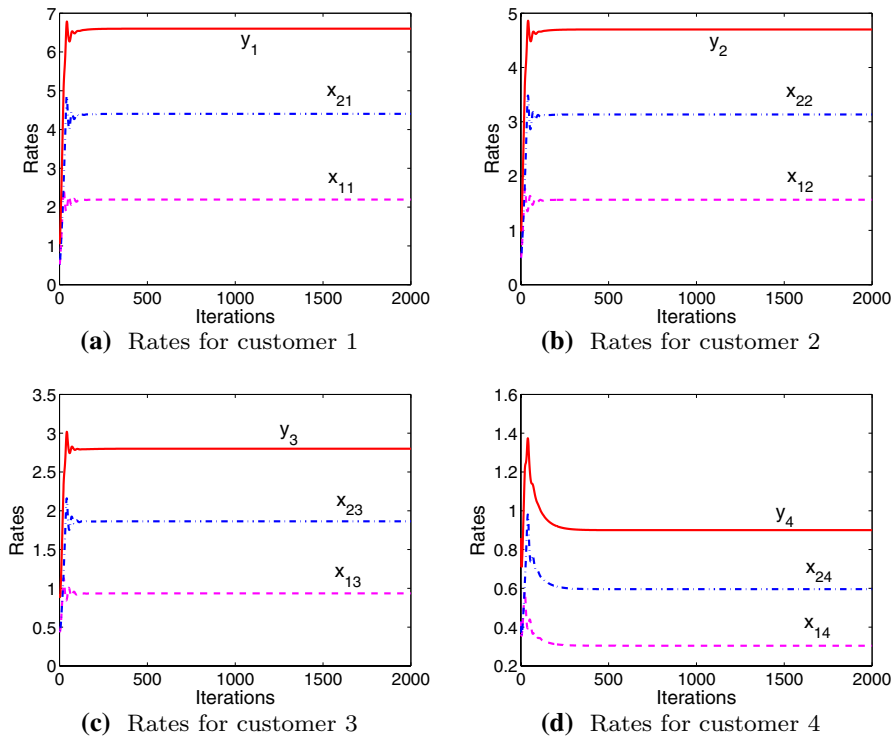 7
6
5
4
3
2
1
0
Rates
y1
x21
x11
0 500 1000 1500 2000
Iterations
(a) Rates for customer 1
5
4
3
2
1
0
Rates
y2
x22
x12
0 500 1000 1500 2000
Iterations
(b) Rates for customer 2
3.5
3
2.5
2
1.5
1
0.5
0
Rates
y3
x23
x13
0 500 1000 1500 2000
Iterations
(c) Rates for customer 3
1.6
1.4
1.2
1
0.8
0.6
0.4
0.2
Rates
y4
x24
x14
0 500 1000 1500 2000
Iterations
(d) Rates for customer 4